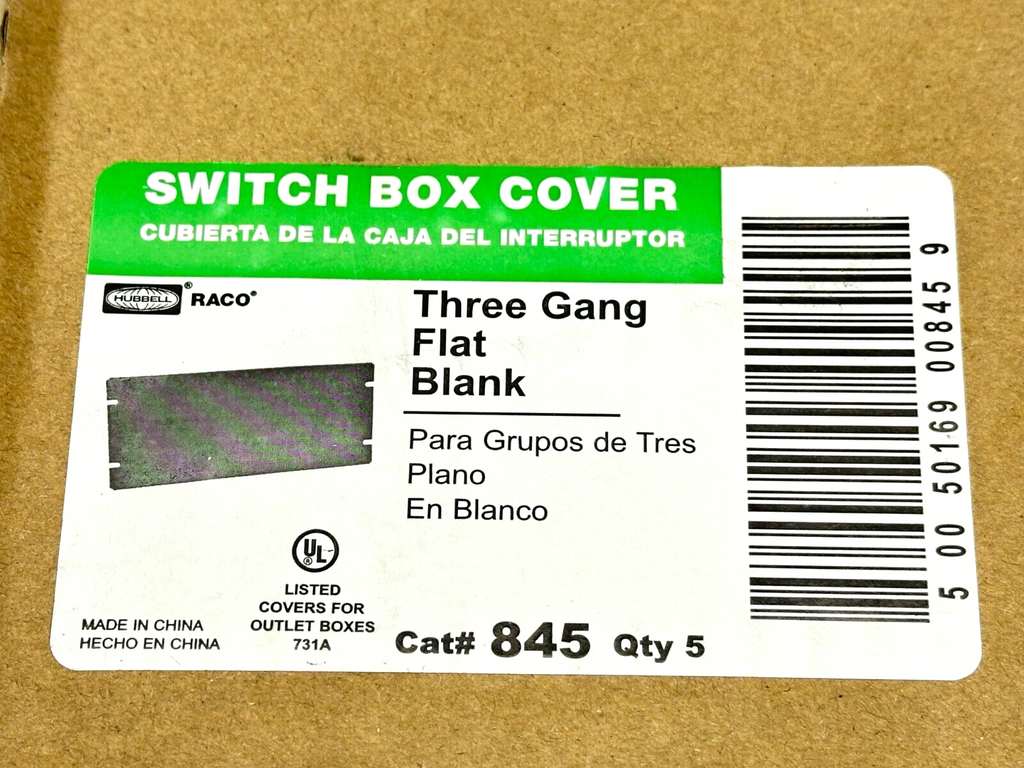 SWITCH BOX COVER
CUBIERTA DE LA CAJA DEL INTERRUPTOR
HUBBELL® RACO®
Three Gang
Flat
Blank
Para Grupos de Tres
Plano
En Blanco
UL®
LISTED
COVERS FOR
OUTLET BOXES
731A
MADE IN CHINA
HECHO EN CHINA
Cat# 845 Qty 5
5 00 50169 00845 9